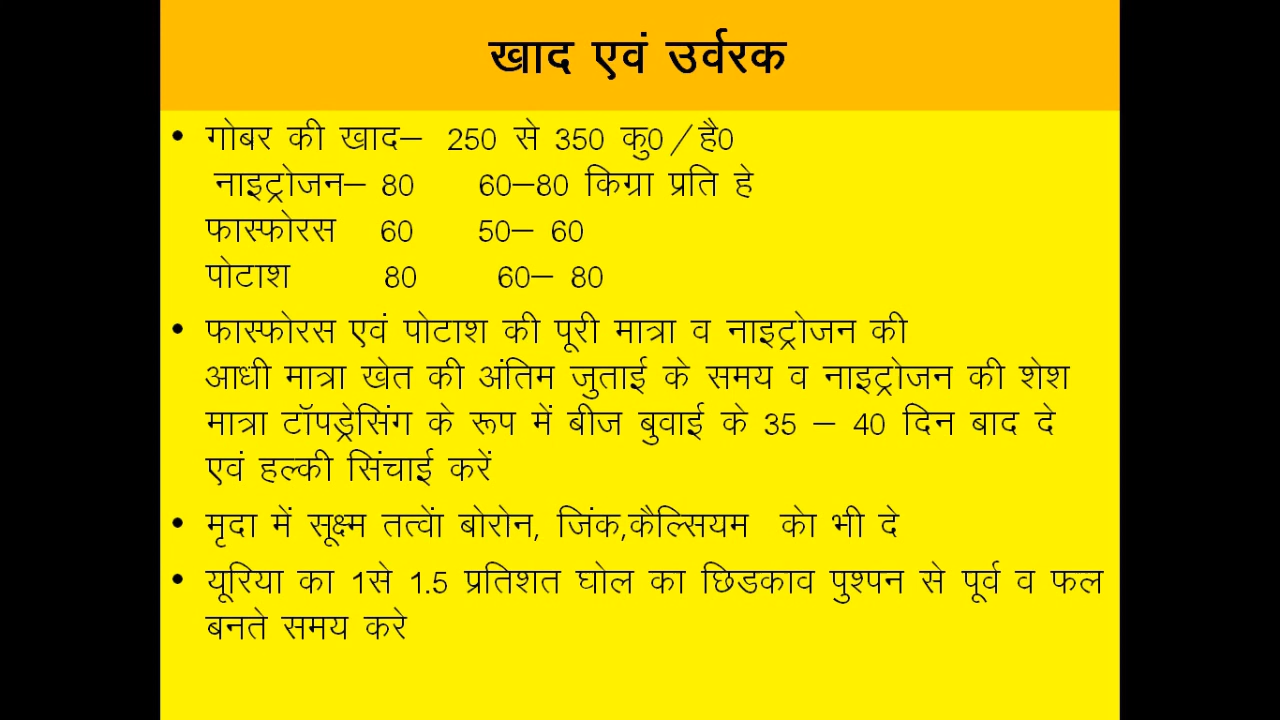 खाद एवं उर्वरक
• गोबर की खाद– 250 से 350 कु0/है0
नाइट्रोजन– 80 60–80 किग्रा प्रति हे
फास्फोरस 60 50– 60
पोटाश 80 60– 80
• फास्फोरस एवं पोटाश की पूरी मात्रा व नाइट्रोजन की
आधी मात्रा खेत की अंतिम जुताई के समय व नाइट्रोजन की शेश
मात्रा टॉपड्रेसिंग के रूप में बीज बुवाई के 35 – 40 दिन बाद दे
एवं हल्की सिंचाई करें
• मृदा में सूक्ष्म तत्वेां बोरोन, जिंक,कैल्सियम केा भी दे
• यूरिया का 1से 1.5 प्रतिशत घोल का छिडकाव पुश्पन से पूर्व व फल
बनते समय करे